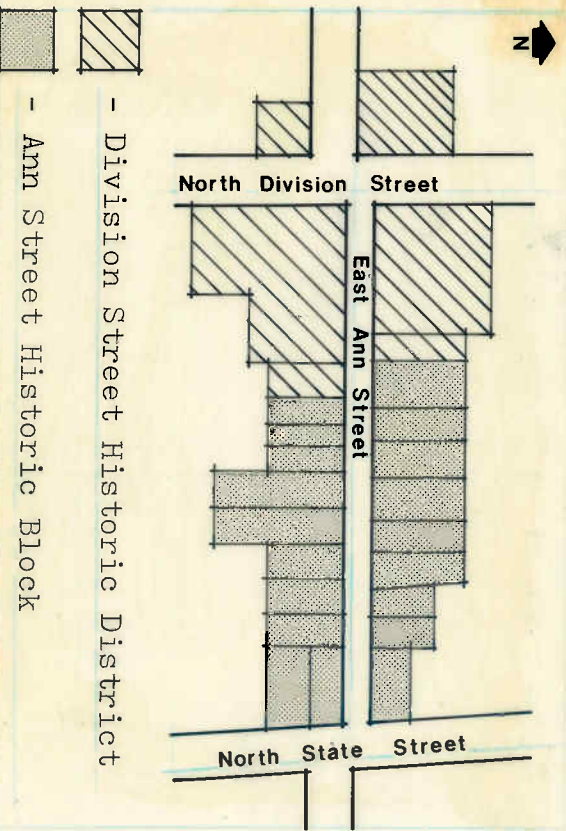 N
North Division Street
East Ann Street
North State Street
- Division Street Historic District
- Ann Street Historic Block